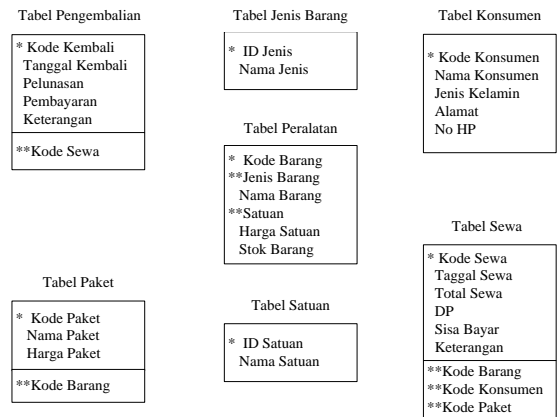 Tabel Pengembalian
* Kode Kembali
Tanggal Kembali
Pelunasan
Pembayaran
Keterangan
**Kode Sewa
Tabel Jenis Barang
* ID Jenis
Nama Jenis
Tabel Konsumen
* Kode Konsumen
Nama Konsumen
Jenis Kelamin
Alamat
No HP
Tabel Peralatan
* Kode Barang
**Jenis Barang
Nama Barang
**Satuan
Harga Satuan
Stok Barang
Tabel Paket
* Kode Paket
Nama Paket
Harga Paket
**Kode Barang
Tabel Satuan
* ID Satuan
Nama Satuan
Tabel Sewa
* Kode Sewa
Taggal Sewa
Total Sewa
DP
Sisa Bayar
Keterangan
**Kode Barang
**Kode Konsumen
**Kode Paket